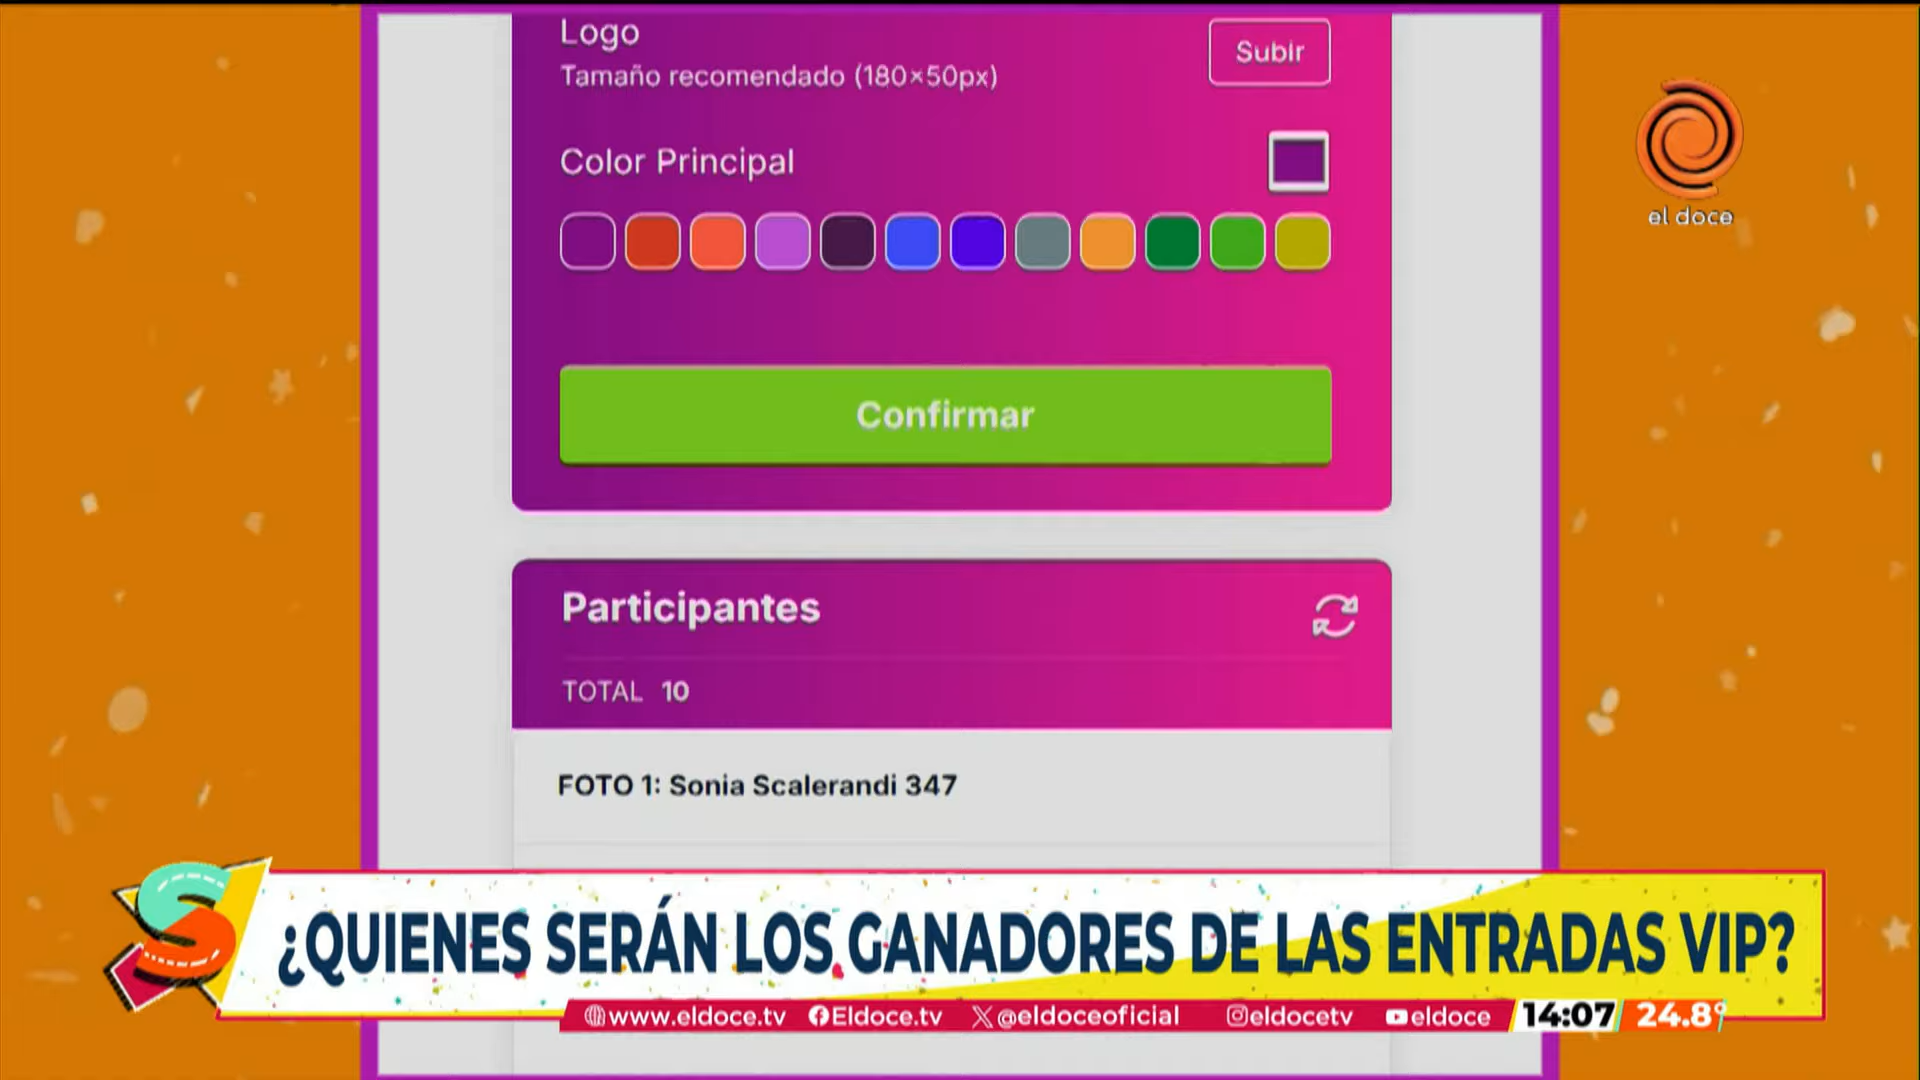 Logo
Subir
Tamaño recomendado (180×50px)
Color Principal
el doce
Confirmar
Participantes
TOTAL 10
FOTO 1: Sonia Scalerandi 347
S
¿QUIENES SERÁN LOS GANADORES DE LAS ENTRADAS VIP?
www.eldoce.tv Eldoce.tv @eldoceoficial eldocetv eldoce 14:07 24.8°